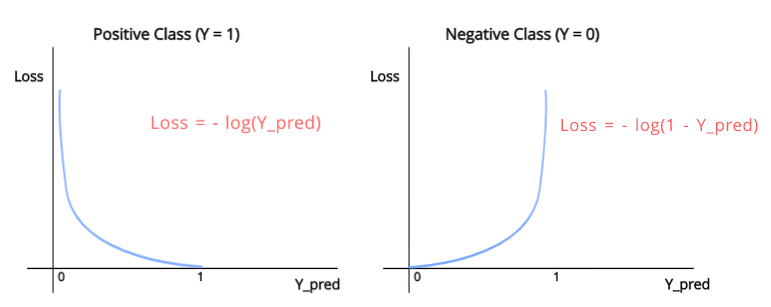 Positive Class (Y = 1)
Loss
Loss = - log(Y_pred)
0
1
Y_pred
Negative Class (Y = 0)
Loss
Loss = - log(1 - Y_pred)
0
1
Y_pred